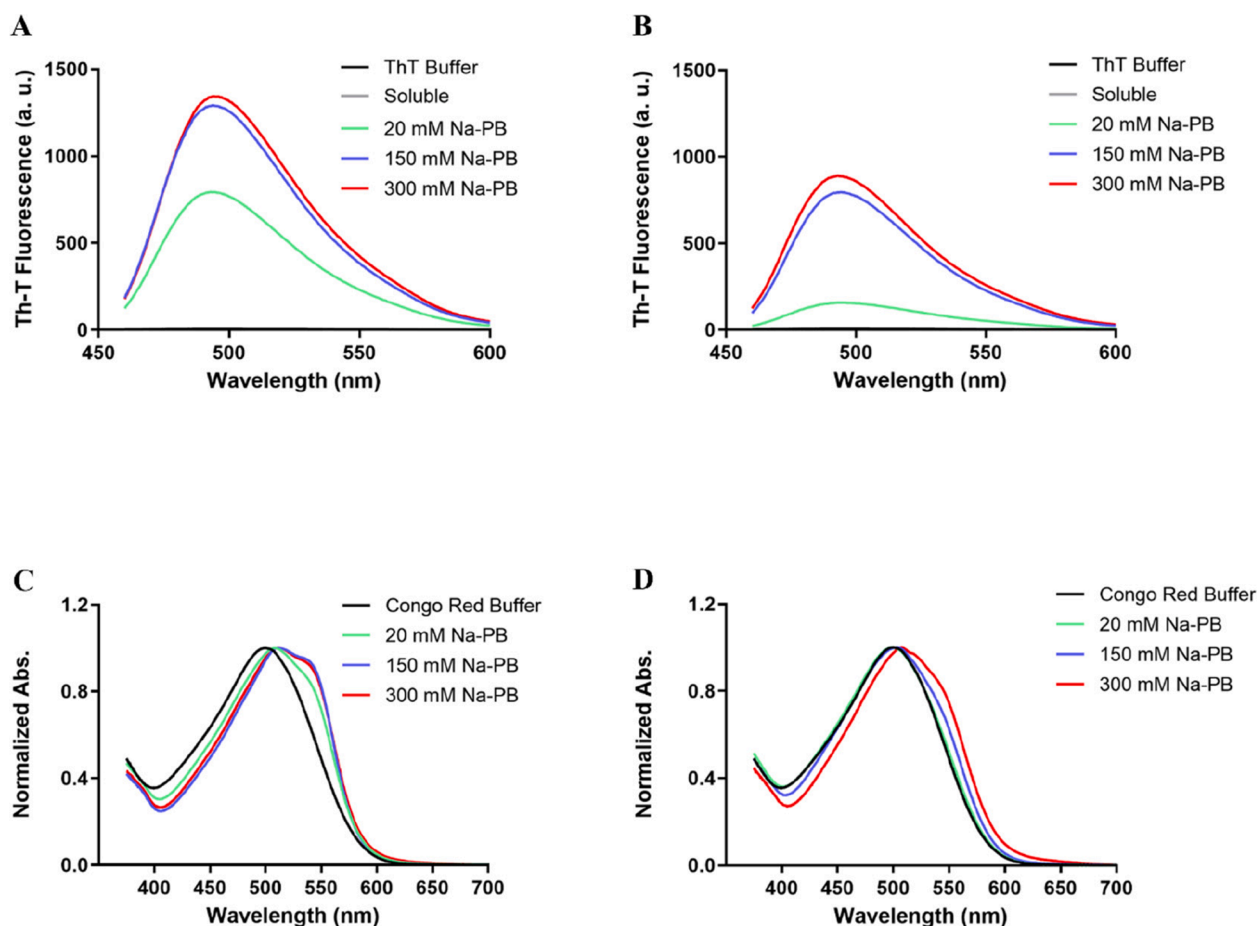 A
Th-T Fluorescence (a. u.)
1500
1000
500
0
450
500
550
600
Wavelength (nm)
ThT Buffer
Soluble
20 mM Na-PB
150 mM Na-PB
300 mM Na-PB
B
Th-T Fluorescence (a. u.)
1500
1000
500
0
450
500
550
600
Wavelength (nm)
ThT Buffer
Soluble
20 mM Na-PB
150 mM Na-PB
300 mM Na-PB
C
Normalized Abs.
1.2
0.8
0.4
0.0
400
450
500
550
600
650
700
Wavelength (nm)
Congo Red Buffer
20 mM Na-PB
150 mM Na-PB
300 mM Na-PB
D
Normalized Abs.
1.2
0.8
0.4
0.0
400
450
500
550
600
650
700
Wavelength (nm)
Congo Red Buffer
20 mM Na-PB
150 mM Na-PB
300 mM Na-PB